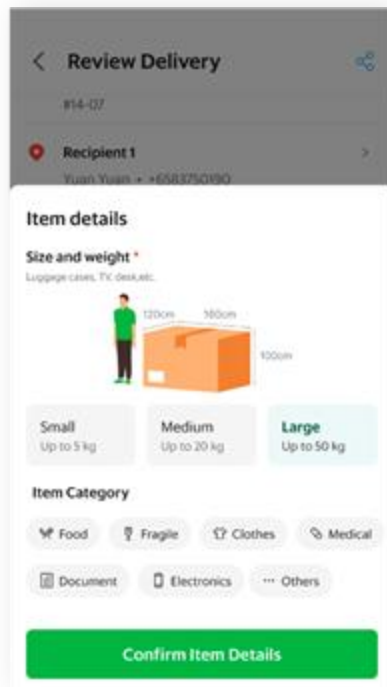 Review Delivery
#14-07
Recipient 1
Yuan Yuan • +6583750190
Item details
Size and weight *
Luggage cases, TV, desk,etc.
120cm 160cm
100cm
Small Medium Large
Up to 5 kg Up to 20 kg Up to 50 kg
Item Category
Food Fragile Clothes Medical
Document Electronics ··· Others
Confirm Item Details